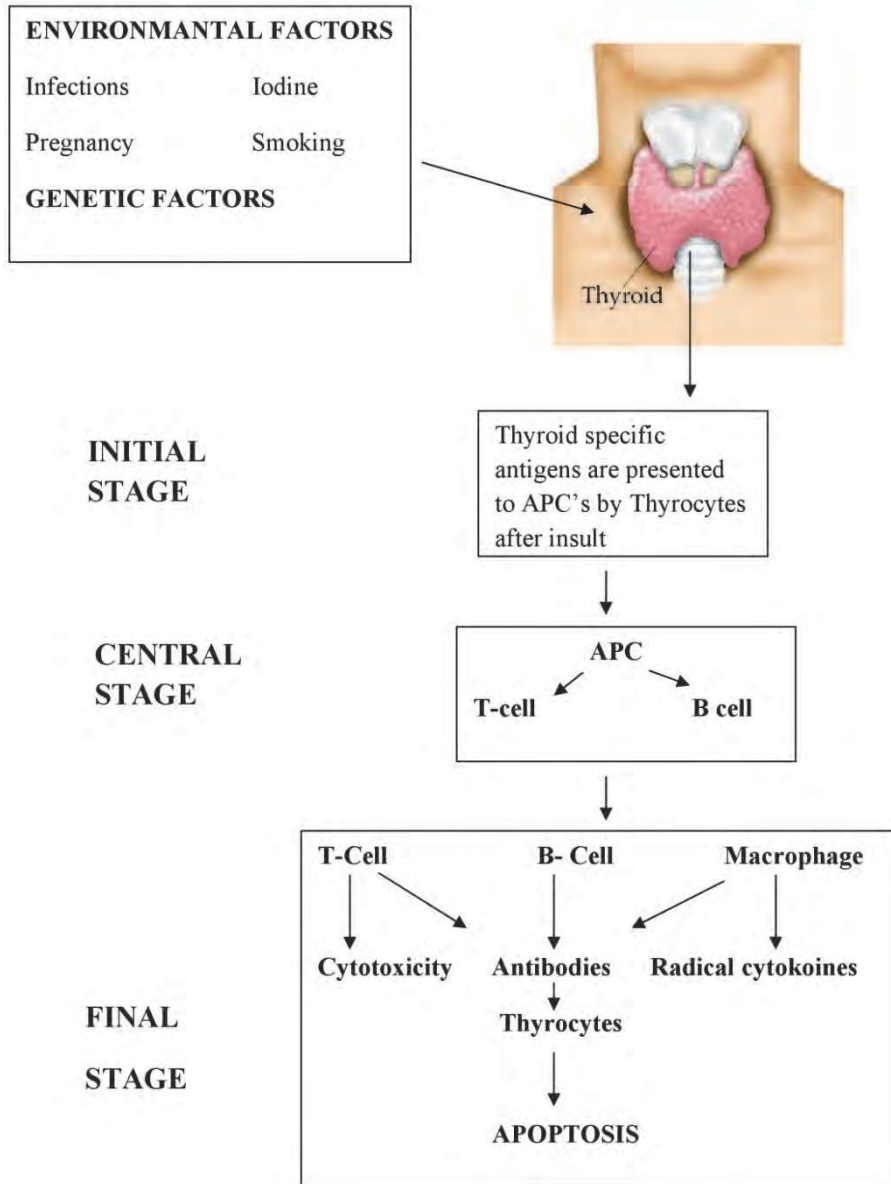 ENVIRONMANTAL FACTORS
Infections Iodine
Pregnancy Smoking
GENETIC FACTORS
Thyroid
INITIAL
STAGE
Thyroid specific
antigens are presented
to APC's by Thyrocytes
after insult
CENTRAL
STAGE
APC
T-cell B cell
FINAL
STAGE
T-Cell B- Cell Macrophage
Cytotoxicity Antibodies Radical cytokoines
Thyrocytes
APOPTOSIS